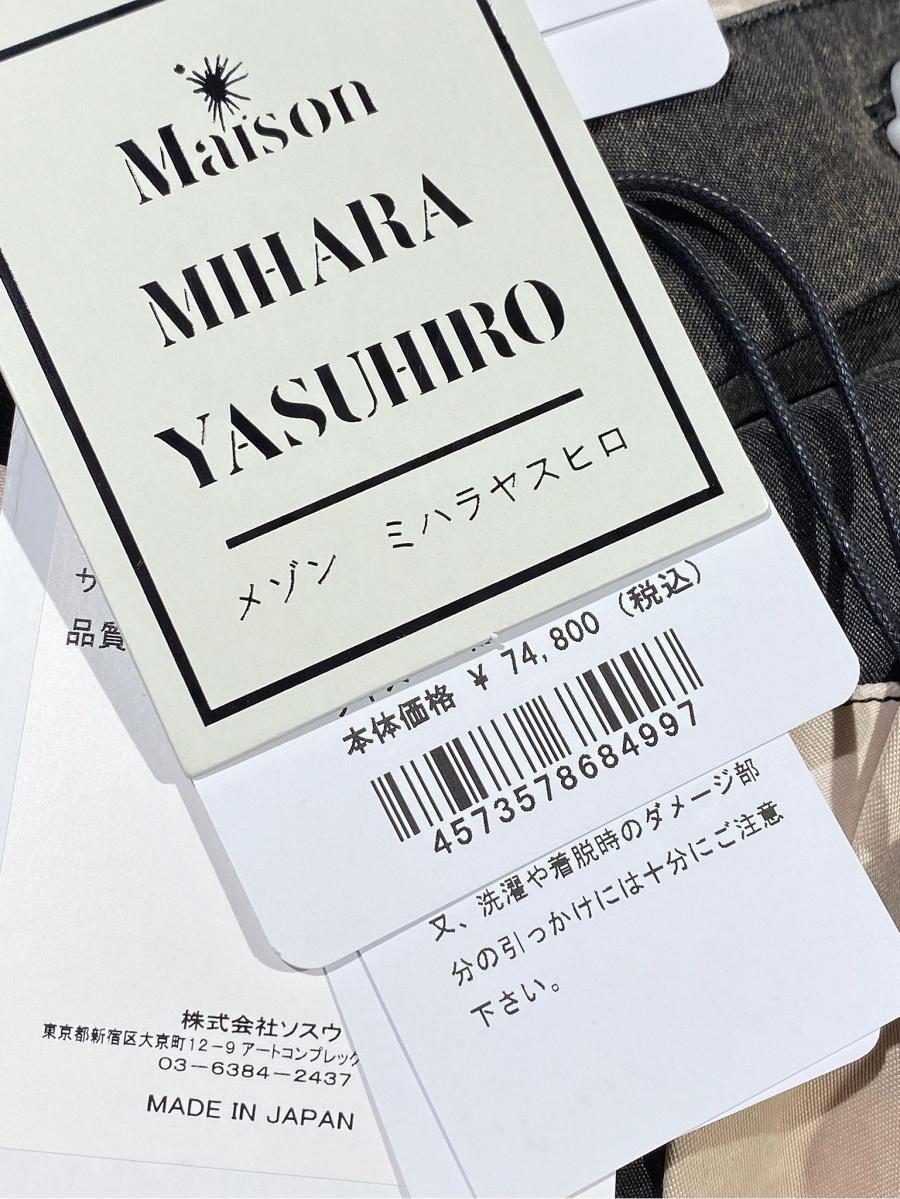 Maison
MIHARA
YASUHIRO
メゾン ミハラヤスヒロ
本体価格 ¥ 74,800 (税込)
4573578684997
又、洗濯や着脱時のダメージ部
分の引っかけには十分にご注意
下さい。
サ
品質
株式会社ソスウ
東京都新宿区大京町12-9 アートコンプレック
03-6384-2437
MADE IN JAPAN